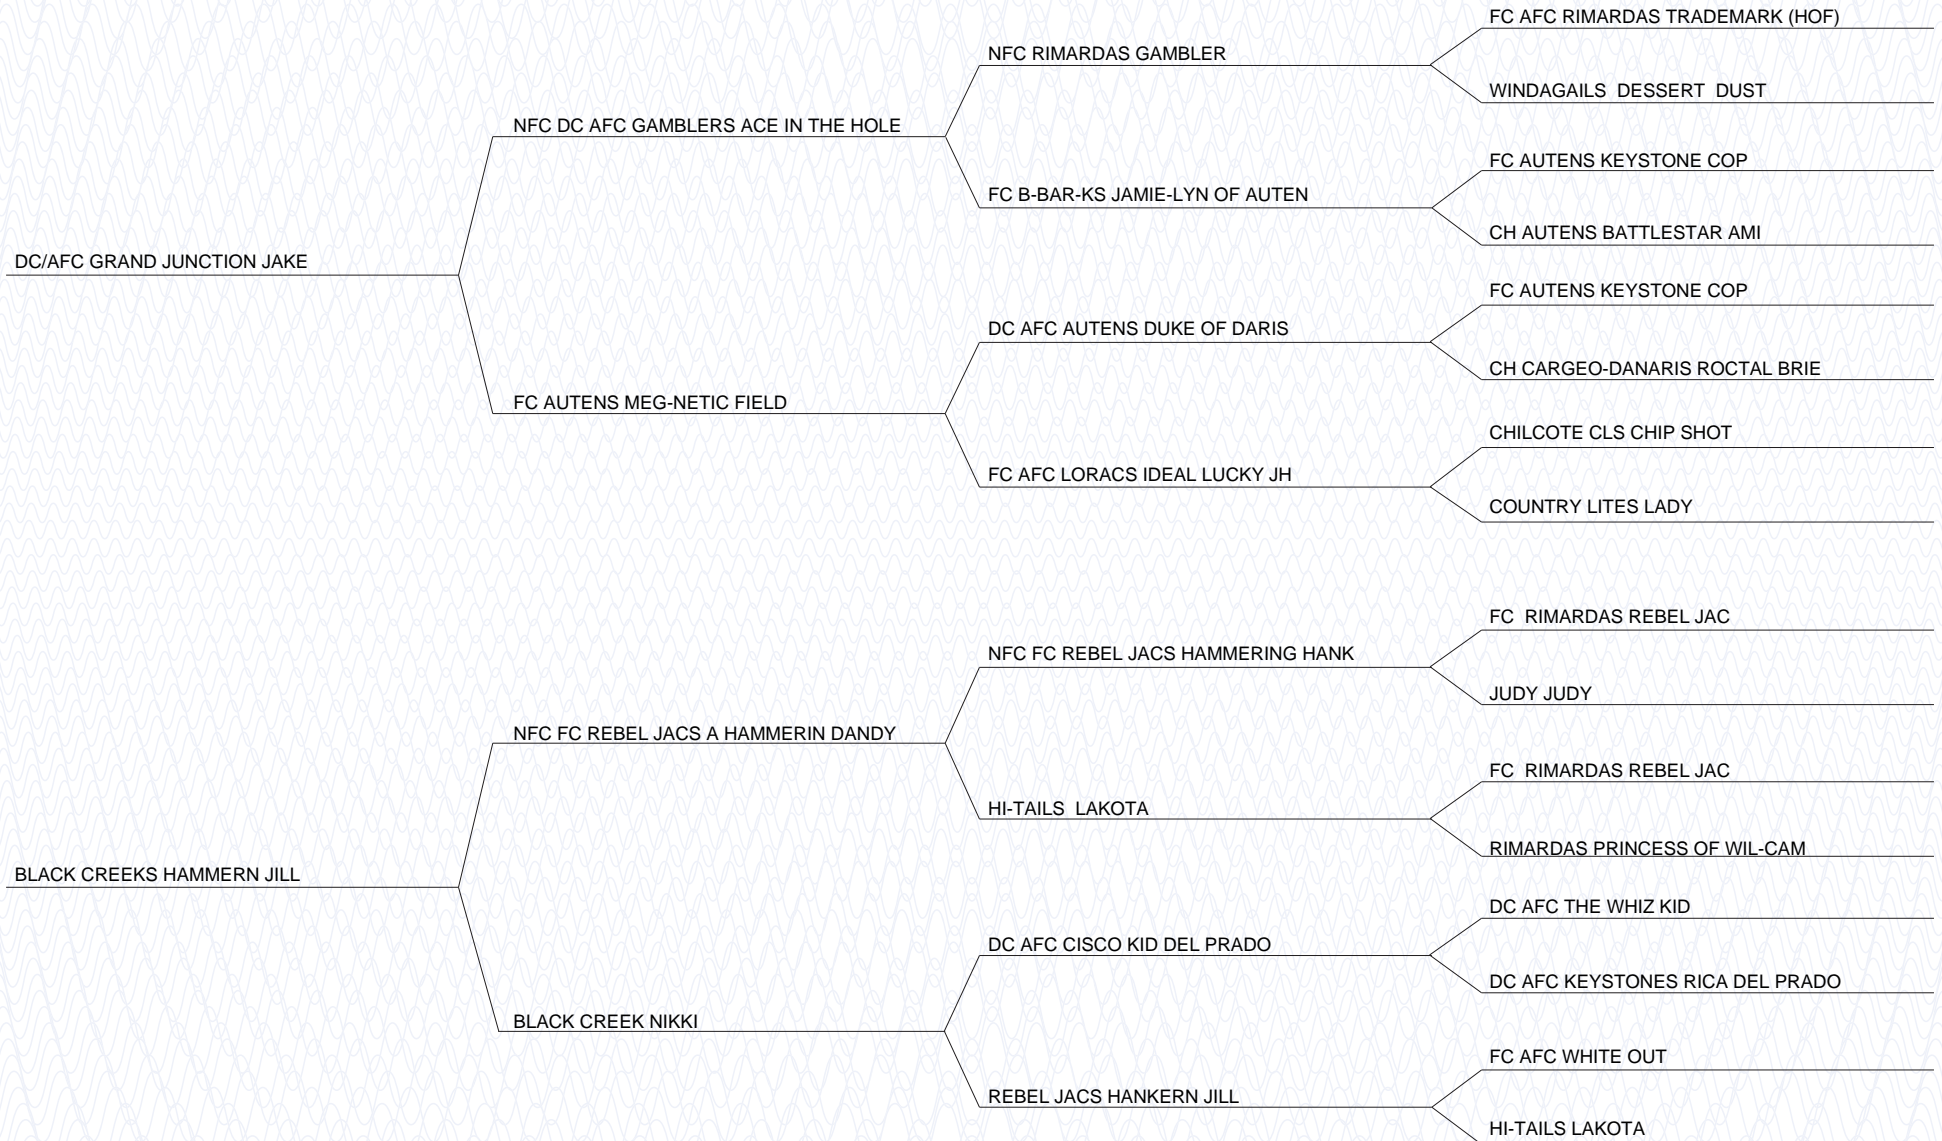 FC AFC RIMARDAS TRADEMARK (HOF)
NFC RIMARDAS GAMBLER
WINDAGAILS  DESSERT  DUST
NFC DC AFC GAMBLERS ACE IN THE HOLE
FC AUTENS KEYSTONE COP
FC B-BAR-KS JAMIE-LYN OF AUTEN
CH AUTENS BATTLESTAR AMI
DC/AFC GRAND JUNCTION JAKE
FC AUTENS KEYSTONE COP
DC AFC AUTENS DUKE OF DARIS
CH CARGEO-DANARIS ROCTAL BRIE
FC AUTENS MEG-NETIC FIELD
CHILCOTE CLS CHIP SHOT
FC AFC LORACS IDEAL LUCKY JH
COUNTRY LITES LADY
FC  RIMARDAS REBEL JAC
NFC FC REBEL JACS HAMMERING HANK
JUDY JUDY
NFC FC REBEL JACS A HAMMERIN DANDY
FC  RIMARDAS REBEL JAC
HI-TAILS  LAKOTA
RIMARDAS PRINCESS OF WIL-CAM
BLACK CREEKS HAMMERN JILL
DC AFC THE WHIZ KID
DC AFC CISCO KID DEL PRADO
DC AFC KEYSTONES RICA DEL PRADO
BLACK CREEK NIKKI
FC AFC WHITE OUT
REBEL JACS HANKERN JILL
HI-TAILS LAKOTA